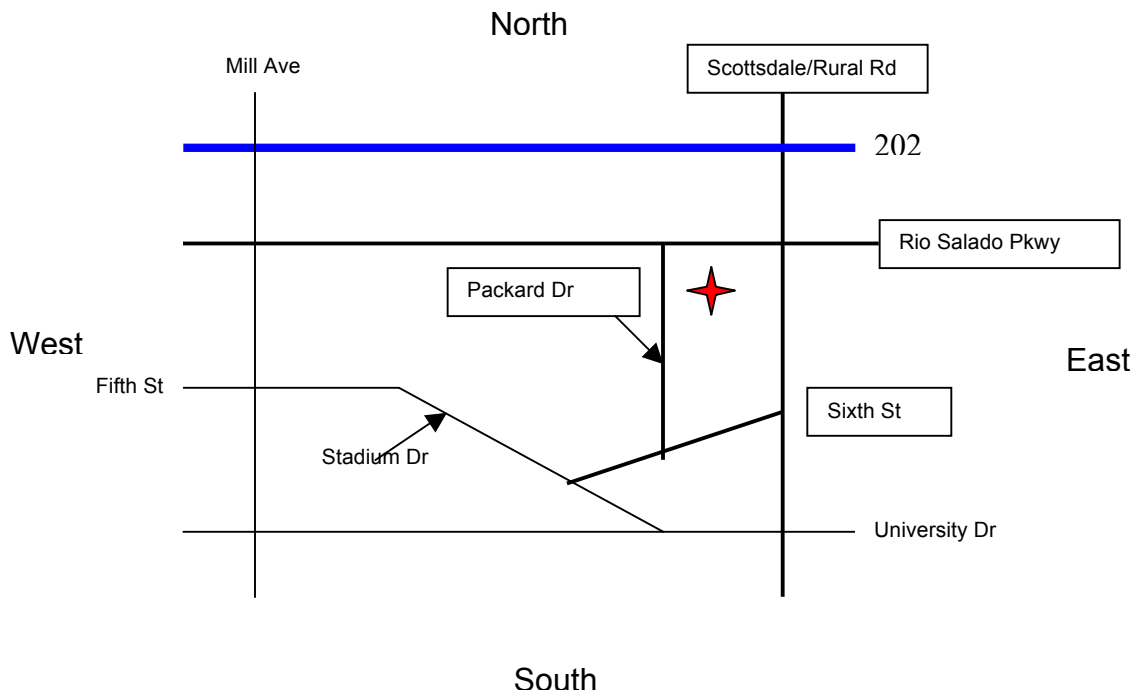 North
Mill Ave
Scottsdale/Rural Rd
202
Rio Salado Pkwy
Packard Dr
West
East
Fifth St
Sixth St
Stadium Dr
University Dr
South